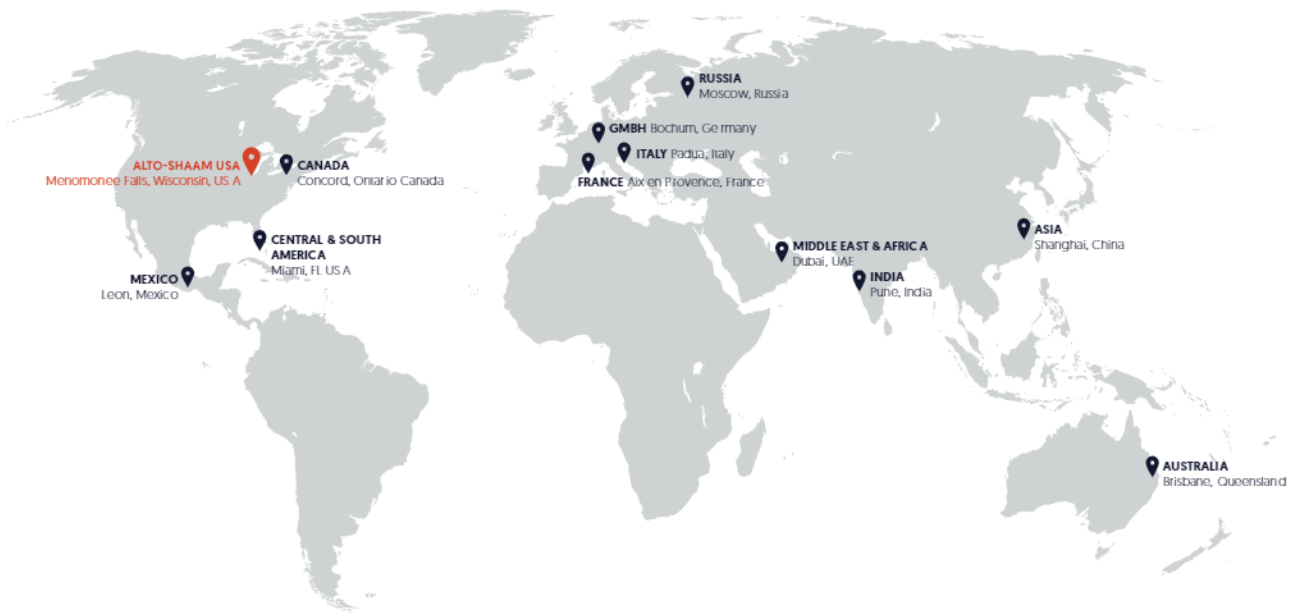 RUSSIA
Moscow, Russia
GMBH Bochum, Germany
ITALY Padua, Italy
ALTO-SHAAM USA
Menomonee Falls, Wisconsin, USA
CANADA
Concord, Ontario Canada
FRANCE Aix en Provence, France
CENTRAL & SOUTH
AMERICA
Miami, FL USA
MEXICO
Leon, Mexico
MIDDLE EAST & AFRICA
Dubai, UAE
INDIA
Pune, India
ASIA
Shanghai, China
AUSTRALIA
Brisbane, Queensland